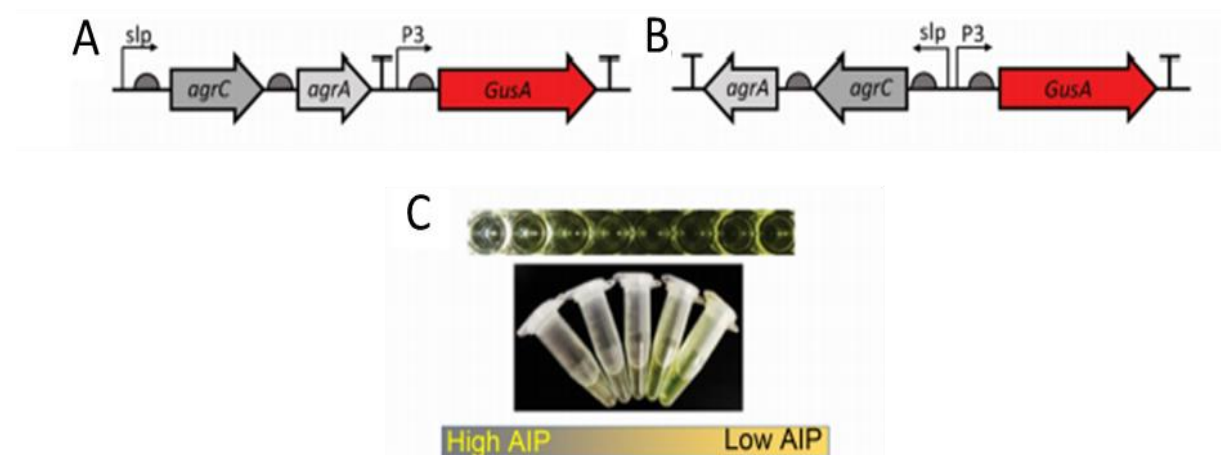 A
slp
P3
agrC
agrA
GusA
B
slp
P3
agrA
agrC
GusA
C
High AIP
Low AIP